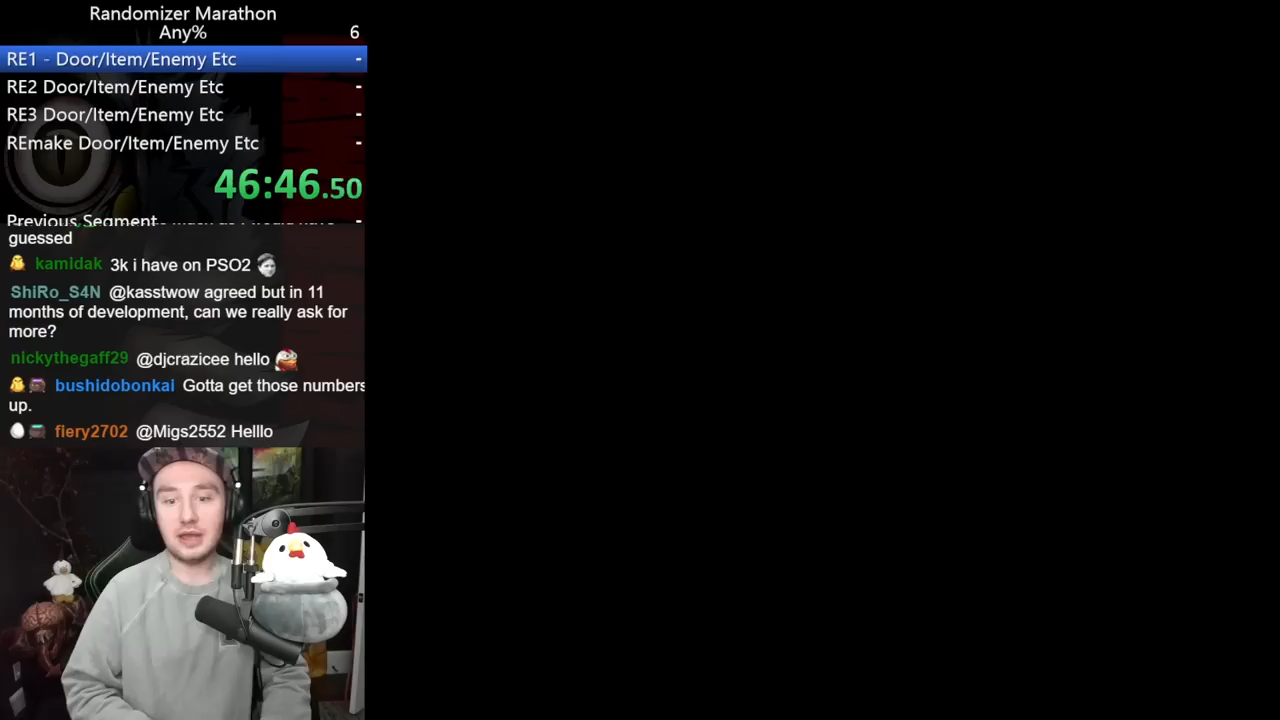 Randomizer Marathon
Any% 6
RE1 - Door/Item/Enemy Etc -
RE2 Door/Item/Enemy Etc -
RE3 Door/Item/Enemy Etc -
REmake Door/Item/Enemy Etc -
46:46.50
Previous Segment -
guessed
kamldak 3k i have on PSO2
ShiRo_S4N @kasstwow agreed but in 11
months of development, can we really ask for
more?
nickythegaff29 @djcrazicee hello
bushidobonkai Gotta get those numbers
up.
fiery2702 @Migs2552 Helllo